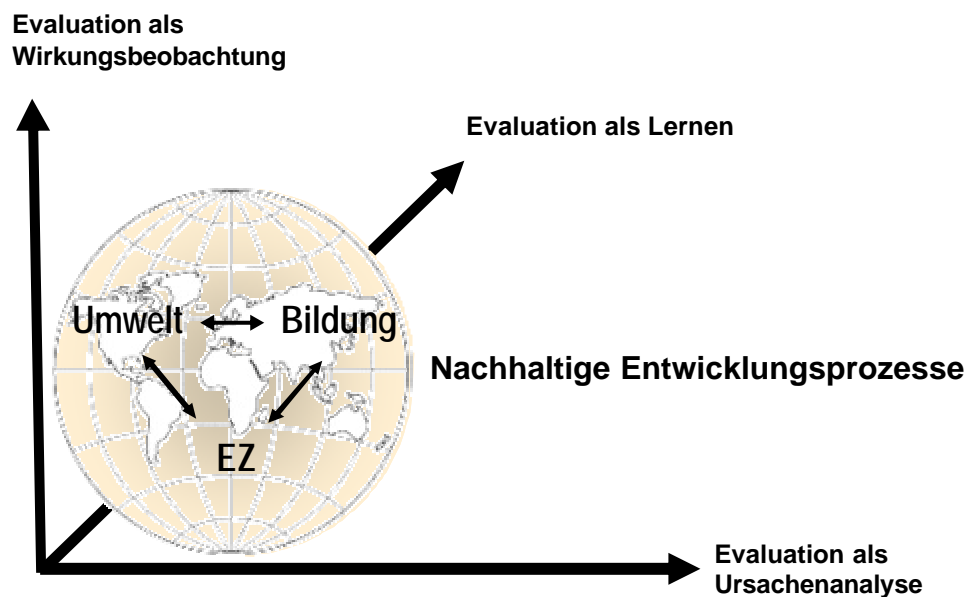 Evaluation als
Wirkungsbeobachtung
Evaluation als Lernen
Umwelt Bildung
Nachhaltige Entwicklungsprozesse
EZ
Evaluation als
Ursachenanalyse